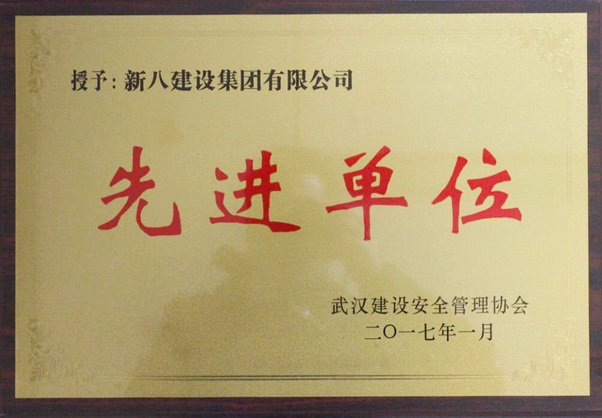 授予：新八建设集团有限公司
先进单位
武汉建设安全管理协会
二〇一七年一月